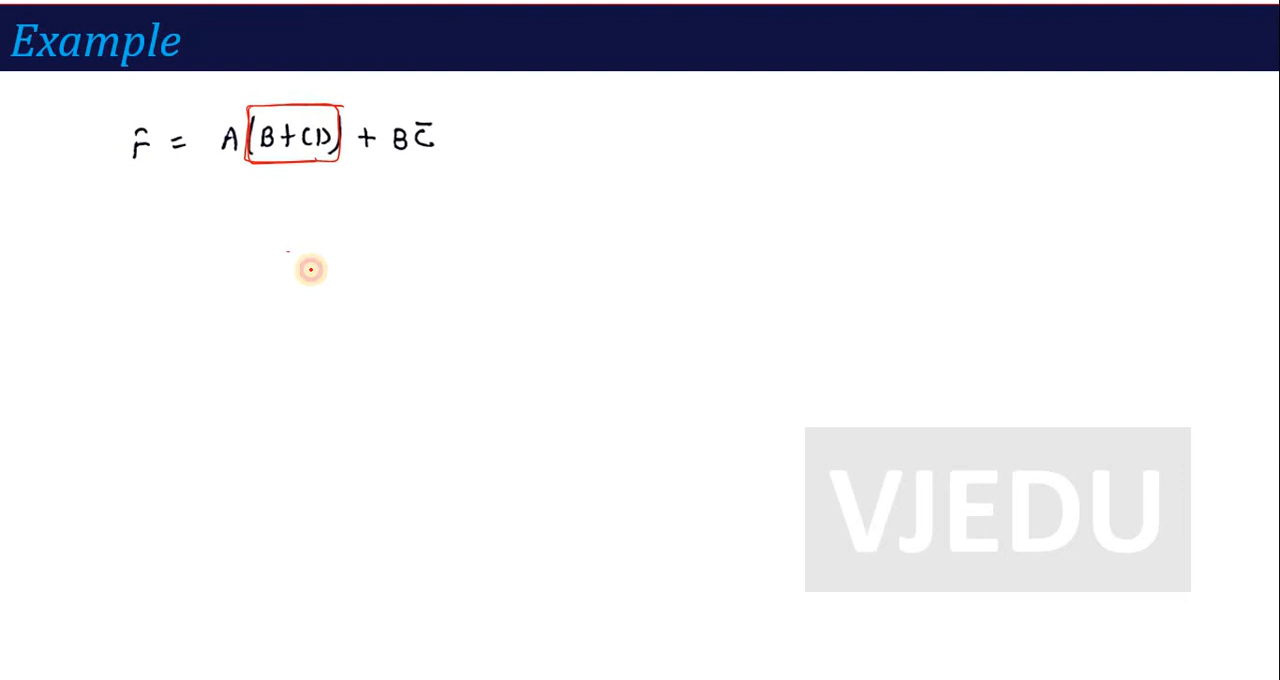 Example
F = A(B+CD) + BC̅
VJEDU